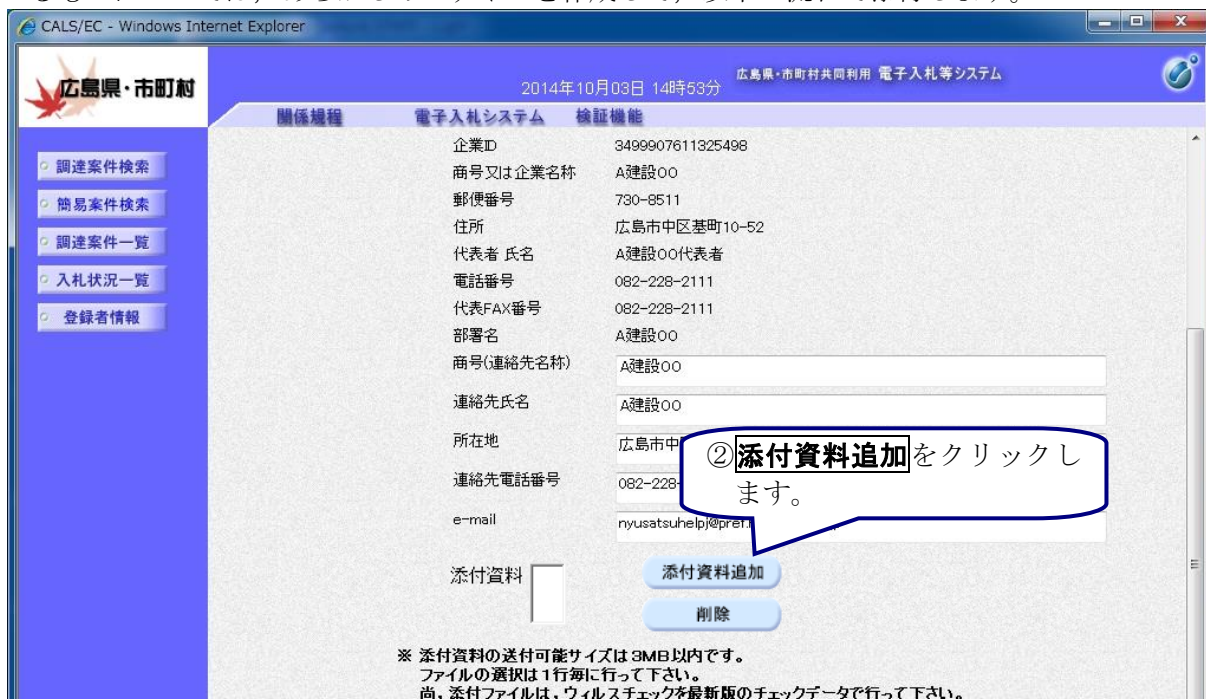 CALS/EC - Windows Internet Explorer
広島県・市町村
2014年10月03日 14時53分
広島県・市町村共同利用 電子入札等システム
関係規程 電子入札システム 検証機能
調達案件検索
簡易案件検索
調達案件一覧
入札状況一覧
登録者情報
企業ID 3499907611325498
商号又は企業名称 A建設〇〇
郵便番号 730-8511
住所 広島市中区基町10-52
代表者 氏名 A建設〇〇代表者
電話番号 082-228-2111
代表FAX番号 082-228-2111
部署名 A建設〇〇
商号(連絡先名称) A建設〇〇
連絡先氏名 A建設〇〇
所在地 広島市中
連絡先電話番号 082-228-
e-mail nyusatsuhelpj@pref.
②添付資料追加をクリックし
ます。
添付資料
添付資料追加
削除
※ 添付資料の送付可能サイズは3MB以内です。
ファイルの選択は1行毎に行って下さい。
尚,添付ファイルは,ウィルスチェックを最新版のチェックデータで行って下さい。